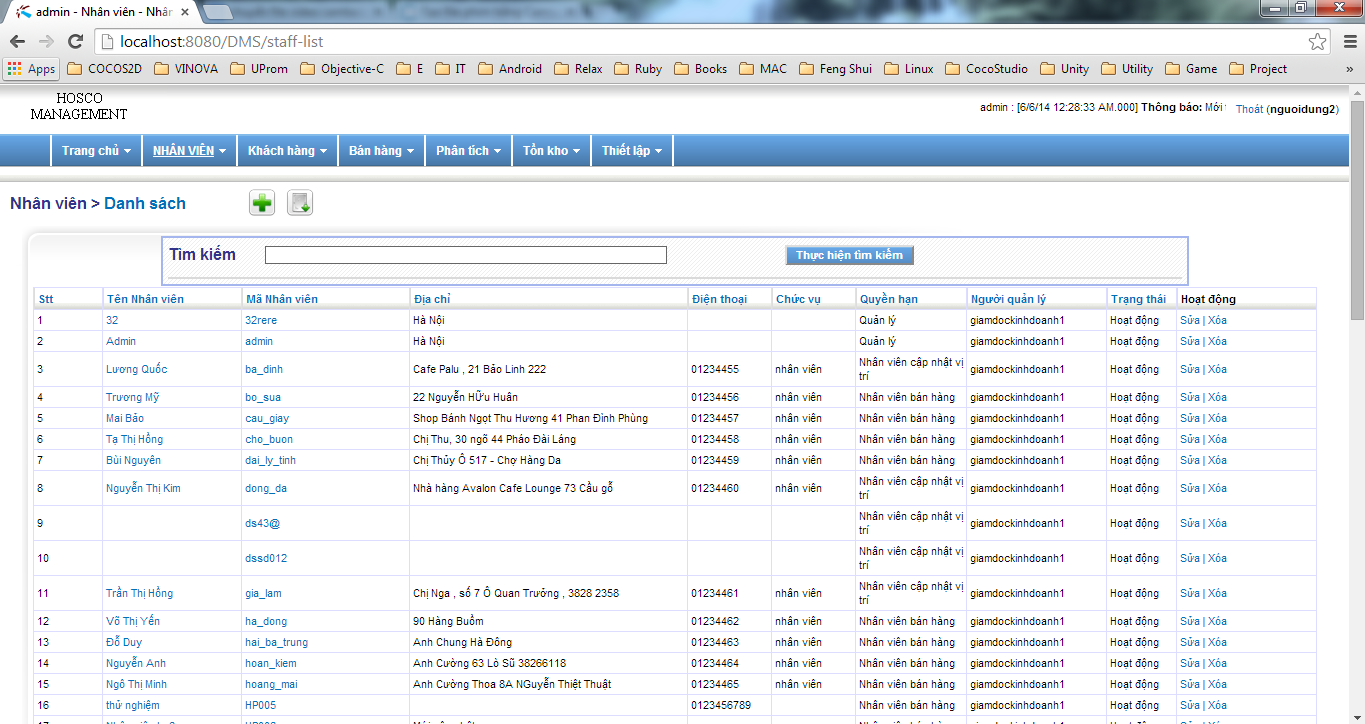 admin - Nhân viên - Nhân
localhost:8080/DMS/staff-list
Apps COCOS2D VINOVA UProm Objective-C E IT Android Relax Ruby Books MAC Feng Shui Linux CocoStudio Unity Utility Game Project »
HOSCO
MANAGEMENT
admin : [6/6/14 12:28:33 AM.000] Thông báo: Mới Thoát (nguoidung2)
Trang chủ NHÂN VIÊN Khách hàng Bán hàng Phân tích Tồn kho Thiết lập
Nhân viên > Danh sách
Tìm kiếm Thực hiện tìm kiếm
Stt Tên Nhân viên Mã Nhân viên Địa chỉ Điện thoại Chức vụ Quyền hạn Người quản lý Trạng thái Hoạt động
1 32 32rere Hà Nội Quản lý giamdockinhdoanh1 Hoạt động Sửa | Xóa
2 Admin admin Hà Nội Quản lý giamdockinhdoanh1 Hoạt động Sửa | Xóa
3 Lương Quốc ba_dinh Cafe Palu , 21 Bảo Linh 222 01234455 nhân viên Nhân viên cập nhật vị trí giamdockinhdoanh1 Hoạt động Sửa | Xóa
4 Trương Mỹ bo_sua 22 Nguyễn HỮu Huân 01234456 nhân viên Nhân viên bán hàng giamdockinhdoanh1 Hoạt động Sửa | Xóa
5 Mai Bảo cau_giay Shop Bánh Ngọt Thu Hương 41 Phan Đình Phùng 01234457 nhân viên Nhân viên bán hàng giamdockinhdoanh1 Hoạt động Sửa | Xóa
6 Tạ Thị Hồng cho_buon Chị Thu, 30 ngõ 44 Pháo Đài Láng 01234458 nhân viên Nhân viên bán hàng giamdockinhdoanh1 Hoạt động Sửa | Xóa
7 Bùi Nguyên dai_ly_tinh Chị Thủy Ô 517 - Chợ Hàng Da 01234459 nhân viên Nhân viên bán hàng giamdockinhdoanh1 Hoạt động Sửa | Xóa
8 Nguyễn Thị Kim dong_da Nhà hàng Avalon Cafe Lounge 73 Cầu gỗ 01234460 nhân viên Nhân viên cập nhật vị trí giamdockinhdoanh1 Hoạt động Sửa | Xóa
9 ds43@ Nhân viên cập nhật vị trí giamdockinhdoanh1 Hoạt động Sửa | Xóa
10 dssd012 Nhân viên cập nhật vị trí giamdockinhdoanh1 Hoạt động Sửa | Xóa
11 Trần Thị Hồng gia_lam Chị Nga , số 7 Ô Quan Trưởng , 3828 2358 01234461 nhân viên Nhân viên cập nhật vị trí giamdockinhdoanh1 Hoạt động Sửa | Xóa
12 Võ Thị Yến ha_dong 90 Hàng Buồm 01234462 nhân viên Nhân viên bán hàng giamdockinhdoanh1 Hoạt động Sửa | Xóa
13 Đỗ Duy hai_ba_trung Anh Chung Hà Đông 01234463 nhân viên Nhân viên bán hàng giamdockinhdoanh1 Hoạt động Sửa | Xóa
14 Nguyễn Anh hoan_kiem Anh Cường 63 Lò Sũ 38266118 01234464 nhân viên Nhân viên bán hàng giamdockinhdoanh1 Hoạt động Sửa | Xóa
15 Ngô Thị Minh hoang_mai Anh Cường Thoa 8A NGuyễn Thiệt Thuật 01234465 nhân viên Nhân viên bán hàng giamdockinhdoanh1 Hoạt động Sửa | Xóa
16 thử nghiệm HP005 0123456789 Nhân viên bán hàng giamdockinhdoanh1 Hoạt động Sửa | Xóa